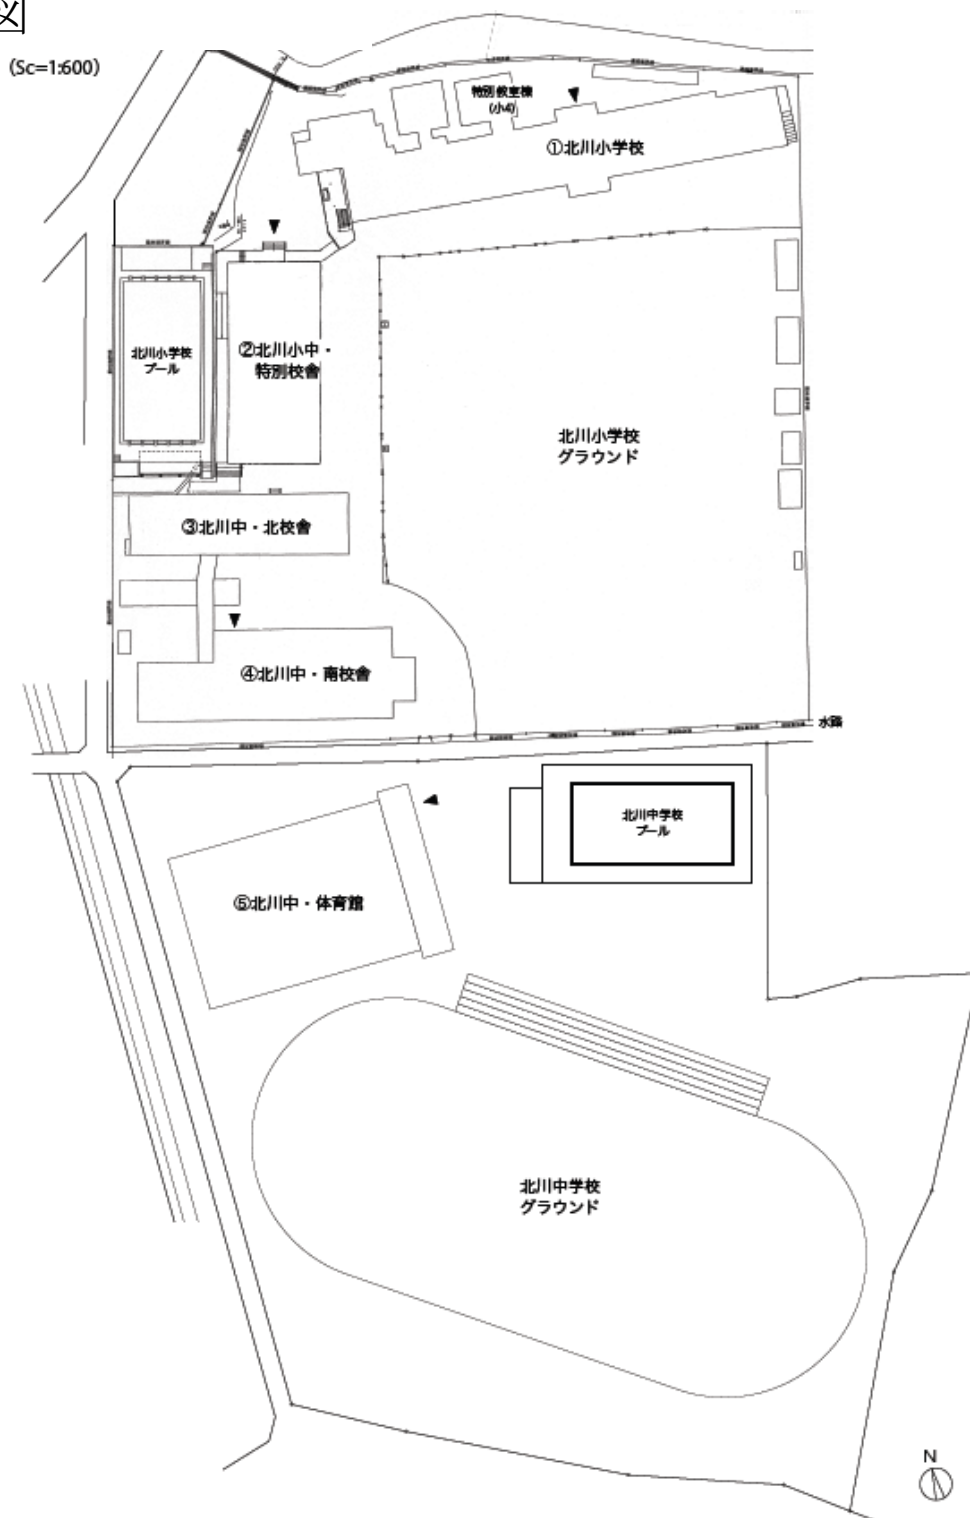 図
(Sc=1:600)
特別教室棟
(小4)
①北川小学校
北川小学校
プール
②北川小中・
特別校舎
北川小学校
グラウンド
③北川中・北校舎
④北川中・南校舎
水路
北川中学校
プール
⑤北川中・体育館
北川中学校
グラウンド
N